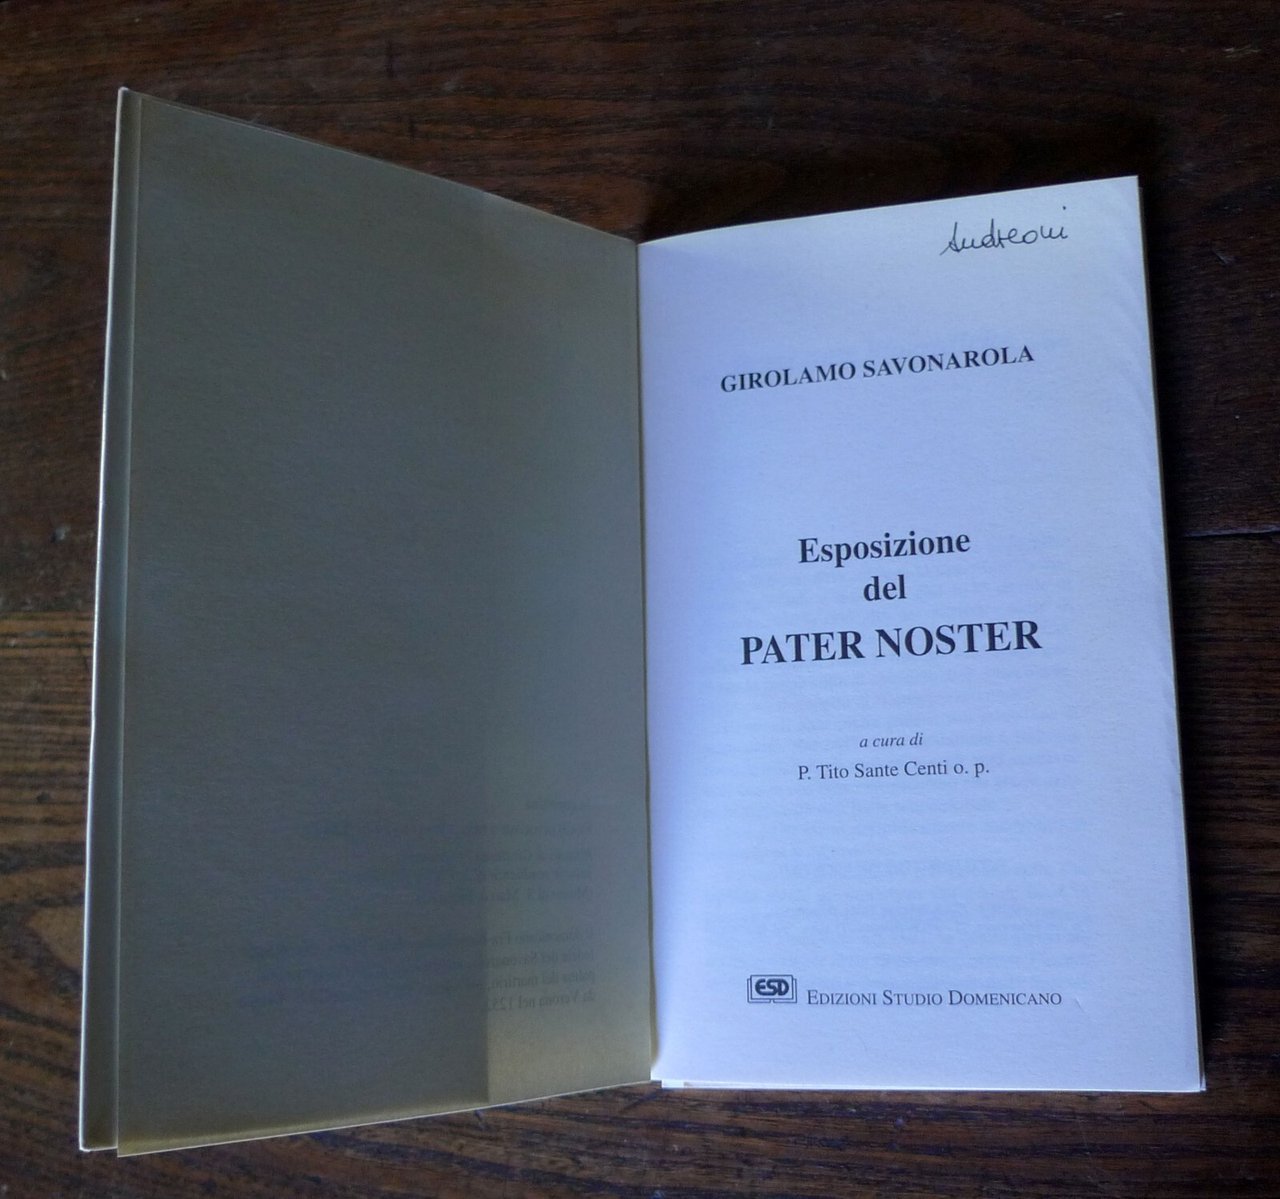 Andreoni
GIROLAMO SAVONAROLA
Esposizione
del
PATER NOSTER
a cura di
P. Tito Sante Centi o. p.
ESD EDIZIONI STUDIO DOMENICANO